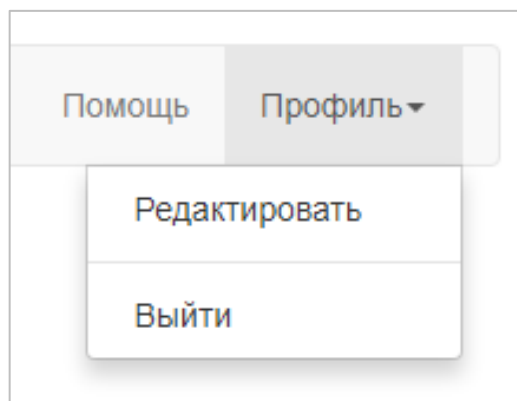 Помощь Профиль
Редактировать
Выйти